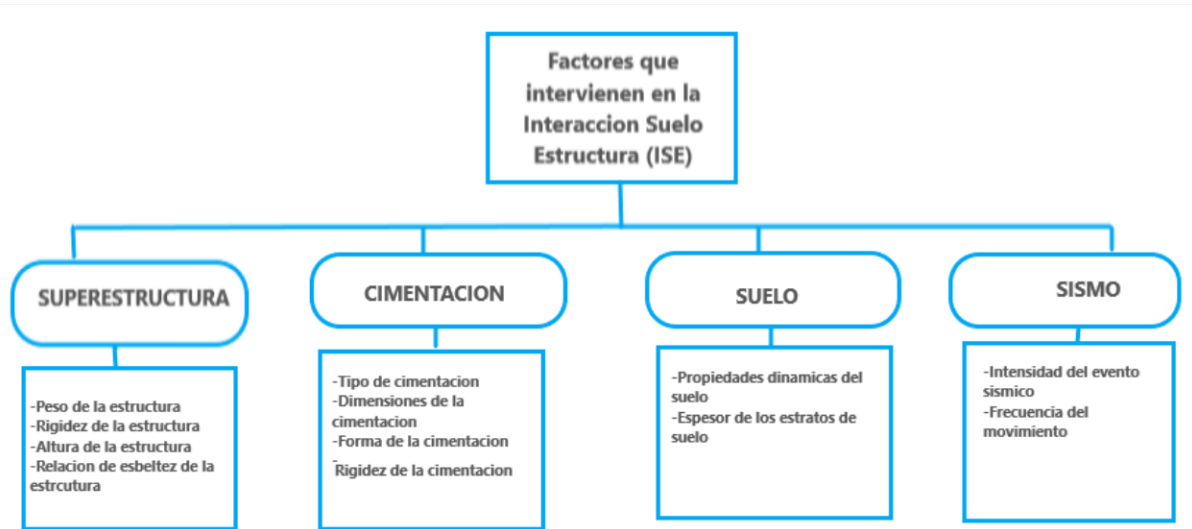 Factores que
intervienen en la
Interaccion Suelo
Estructura (ISE)
SUPERESTRUCTURA
-Peso de la estructura
-Rigidez de la estructura
-Altura de la estructura
-Relacion de esbeltez de la
estrcutura
CIMENTACION
-Tipo de cimentacion
-Dimensiones de la
cimentacion
-Forma de la cimentacion
-
Rigidez de la cimentacion
SUELO
-Propiedades dinamicas del
suelo
-Espesor de los estratos de
suelo
SISMO
-Intensidad del evento
sismico
-Frecuencia del
movimiento